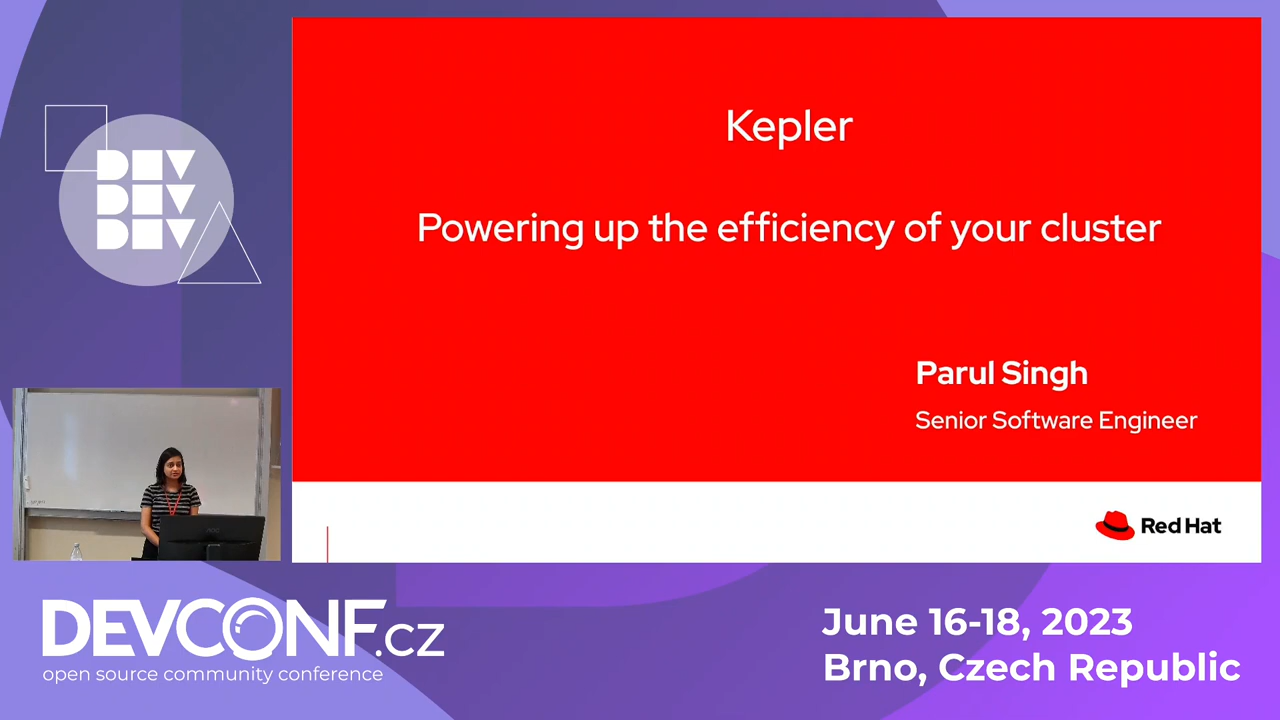 DEV
DEV
DEV
Kepler
Powering up the efficiency of your cluster
Parul Singh
Senior Software Engineer
Red Hat
DEVCONF.CZ
open source community conference
June 16-18, 2023
Brno, Czech Republic